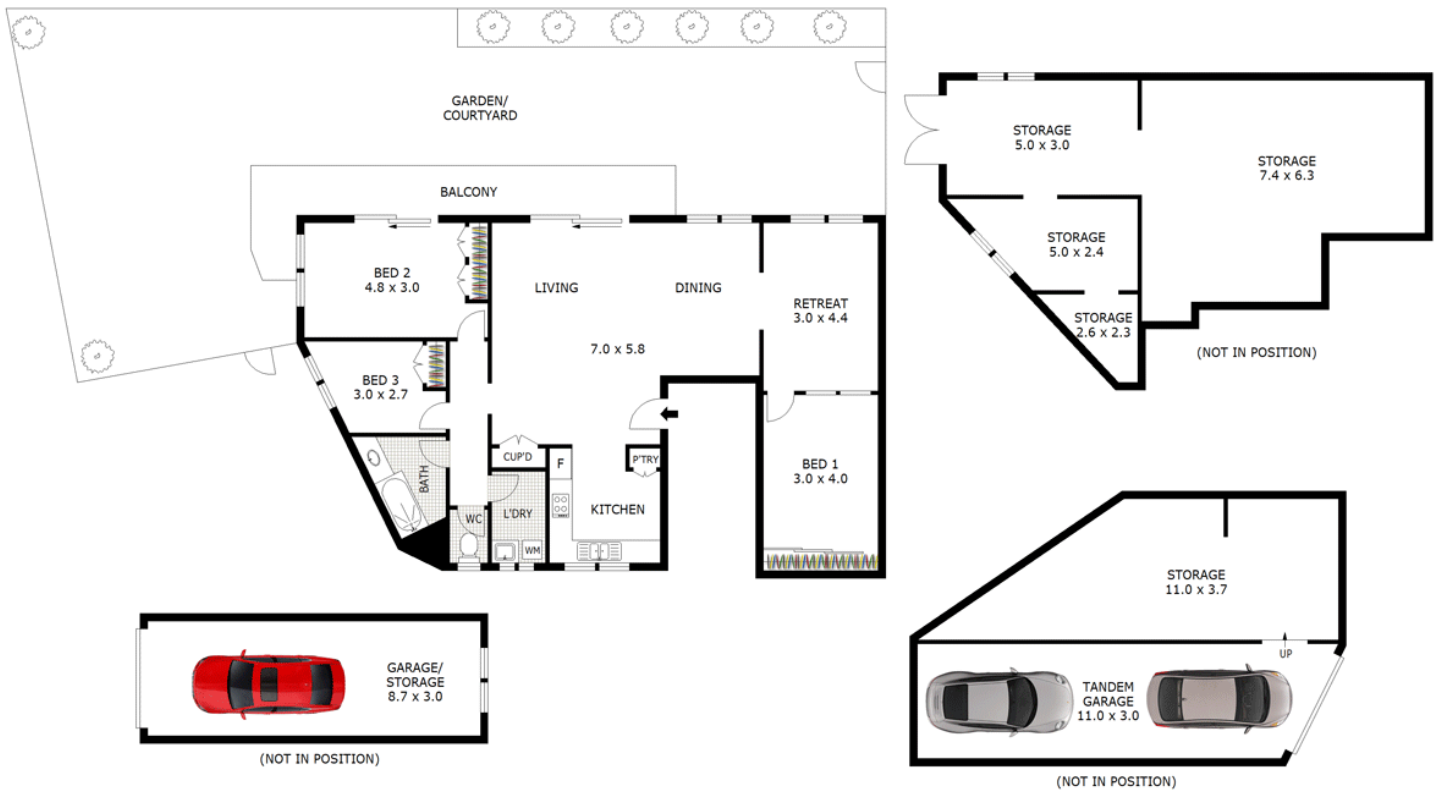 GARDEN/
COURTYARD
BALCONY
BED 2
4.8 x 3.0
LIVING
DINING
RETREAT
3.0 x 4.4
7.0 x 5.8
BED 3
3.0 x 2.7
BATH
CUP'D
F
P'TRY
BED 1
3.0 x 4.0
WC
L'DRY
KITCHEN
WM
STORAGE
5.0 x 3.0
STORAGE
7.4 x 6.3
STORAGE
5.0 x 2.4
STORAGE
2.6 x 2.3
(NOT IN POSITION)
GARAGE/
STORAGE
8.7 x 3.0
(NOT IN POSITION)
STORAGE
11.0 x 3.7
UP
TANDEM
GARAGE
11.0 x 3.0
(NOT IN POSITION)